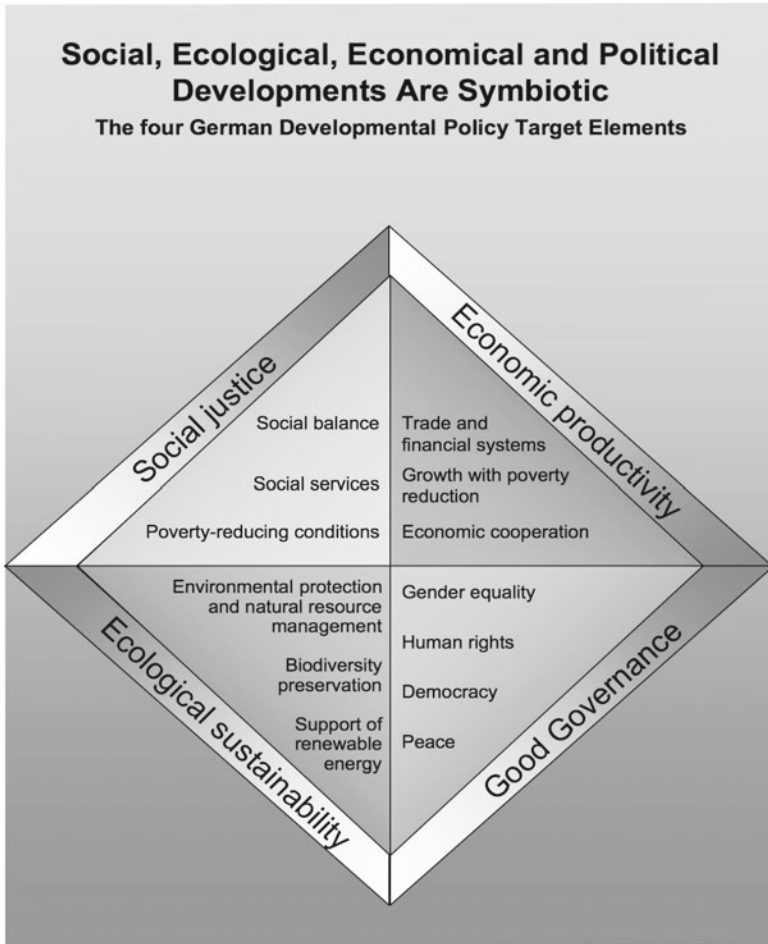 Social, Ecological, Economical and Political
Developments Are Symbiotic
The four German Developmental Policy Target Elements
Social justice
Social balance
Social services
Poverty-reducing conditions
Economic productivity
Trade and
financial systems
Growth with poverty
reduction
Economic cooperation
Ecological sustainability
Environmental protection
and natural resource
management
Biodiversity
preservation
Support of
renewable
energy
Good Governance
Gender equality
Human rights
Democracy
Peace